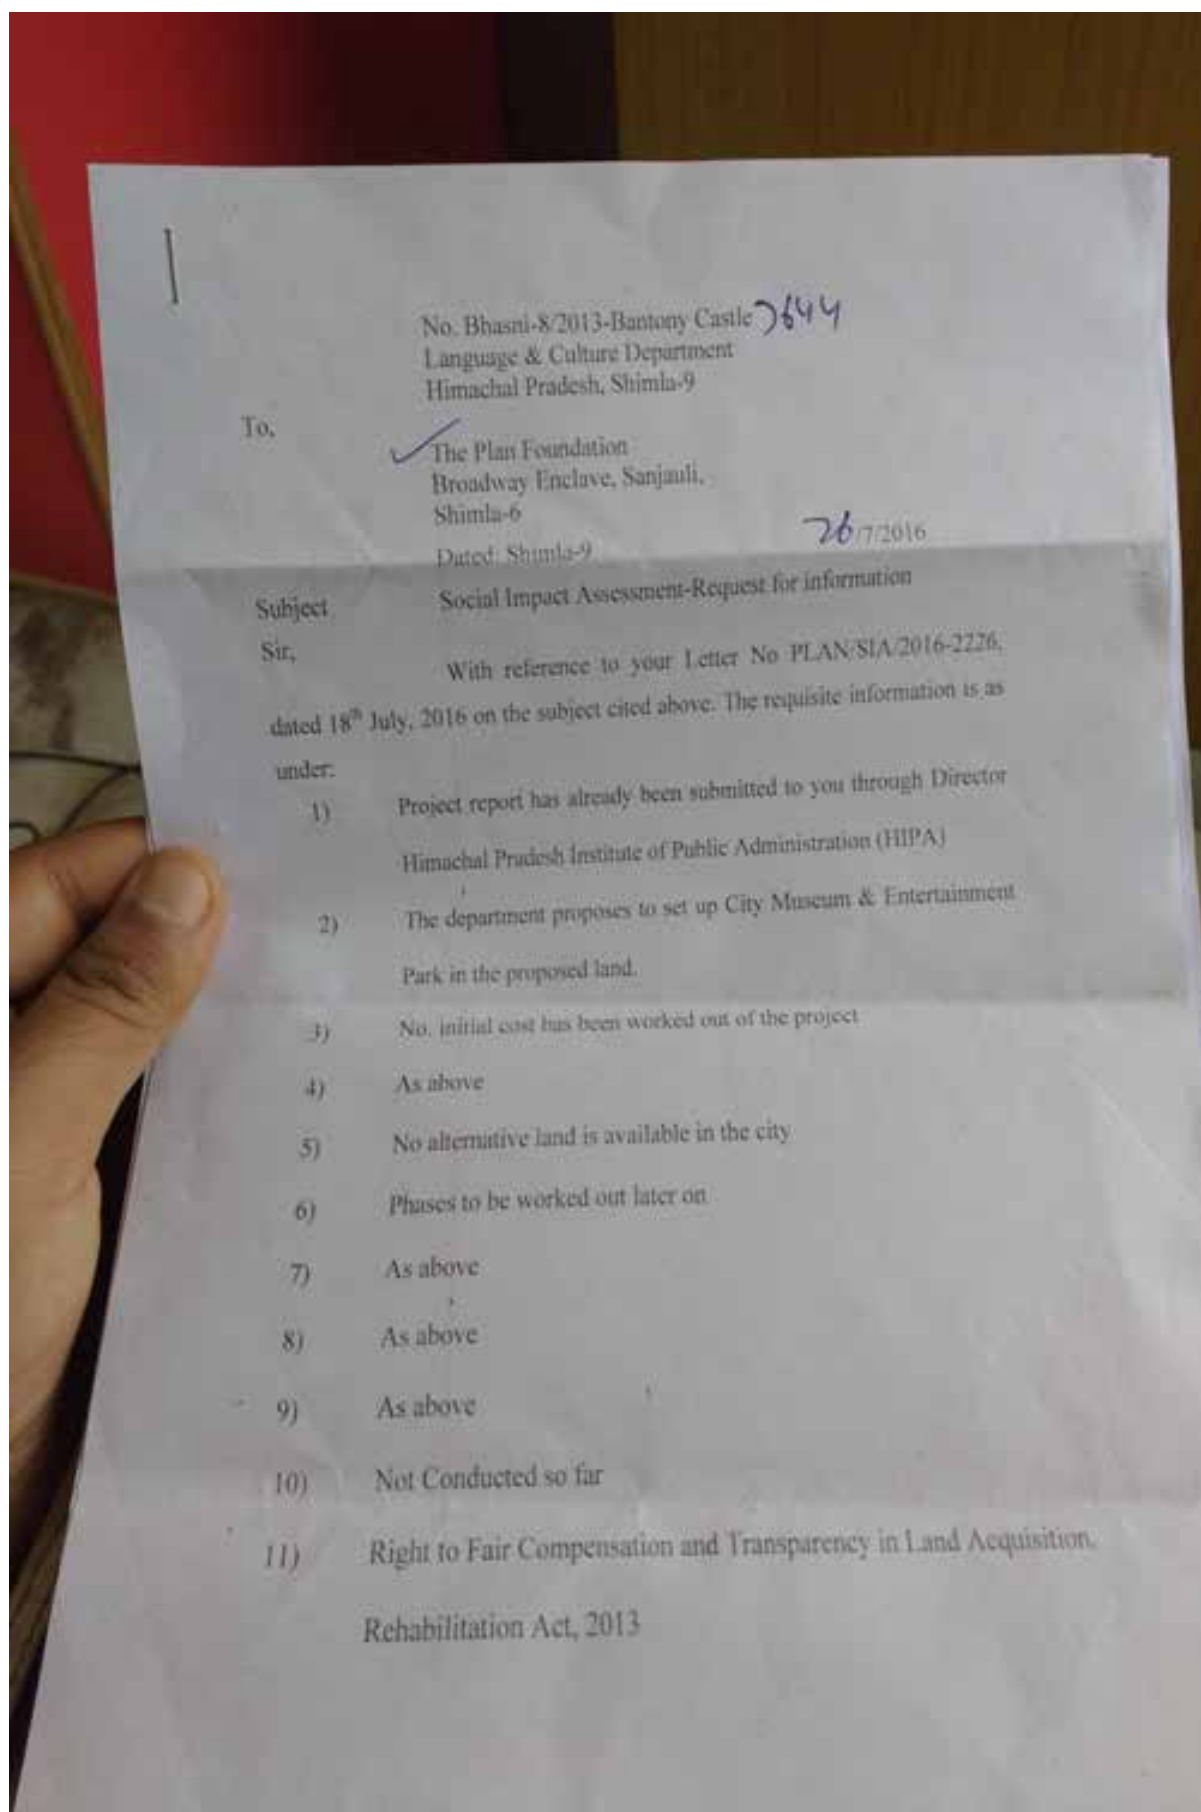 No. Bhasni-8/2013-Bantony Castle 7644
Language & Culture Department
Himachal Pradesh, Shimla-9
To,
The Plan Foundation
Broadway Enclave, Sanjauli,
Shimla-6
Dated: Shimla-9 26/7/2016
Subject Social Impact Assessment-Request for information
Sir,
With reference to your Letter No PLAN/SIA/2016-2226,
dated 18th July, 2016 on the subject cited above. The requisite information is as
under:
1) Project report has already been submitted to you through Director
Himachal Pradesh Institute of Public Administration (HIPA)
2) The department proposes to set up City Museum & Entertainment
Park in the proposed land.
3) No. initial cost has been worked out of the project
4) As above
5) No alternative land is available in the city
6) Phases to be worked out later on
7) As above
8) As above
9) As above
10) Not Conducted so far
11) Right to Fair Compensation and Transparency in Land Acquisition,
Rehabilitation Act, 2013